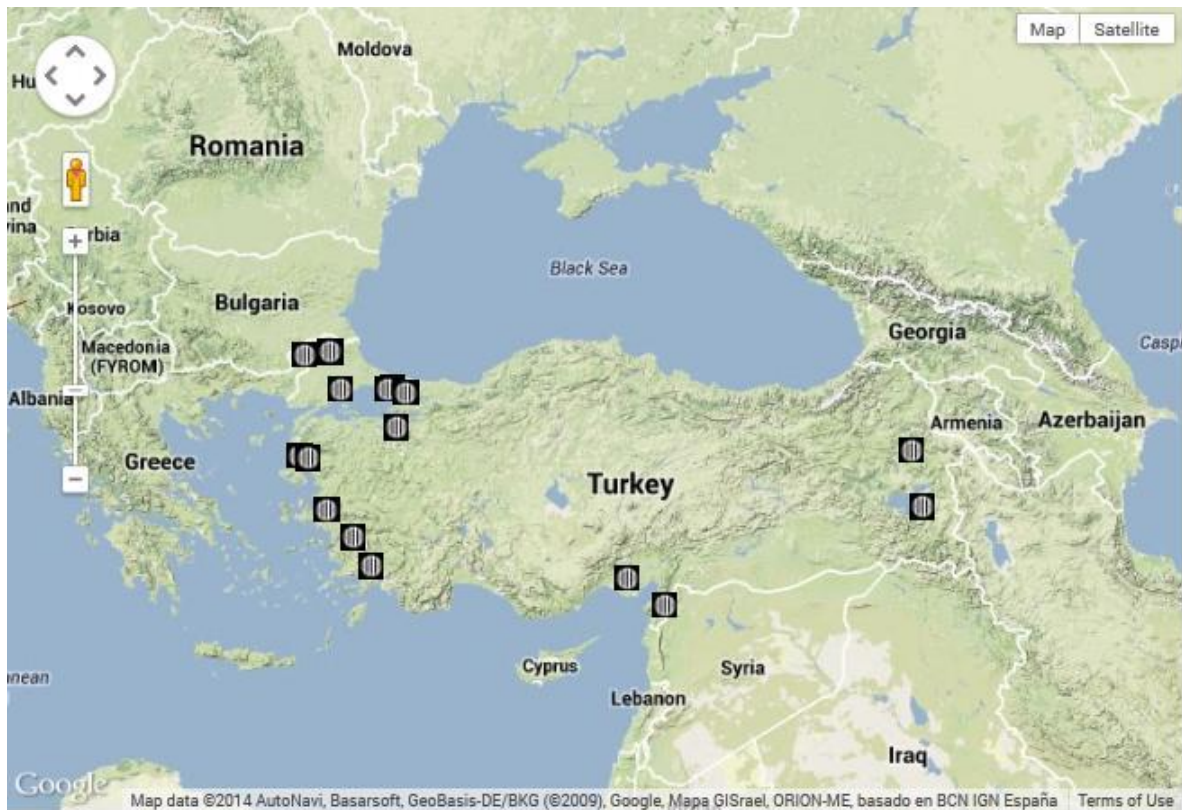 Map Satellite
Moldova
Hu
Romania
nd
vina
rbia
Black Sea
Kosovo
Bulgaria
Georgia
Casp
Macedonia
(FYROM)
Albania
Armenia
Azerbaijan
Greece
Turkey
Cyprus
Syria
nean
Lebanon
Iraq
Google
Map data ©2014 AutoNavi, Basarsoft, GeoBasis-DE/BKG (©2009), Google, Mapa GISrael, ORION-ME, basado en BCN IGN España Terms of Use